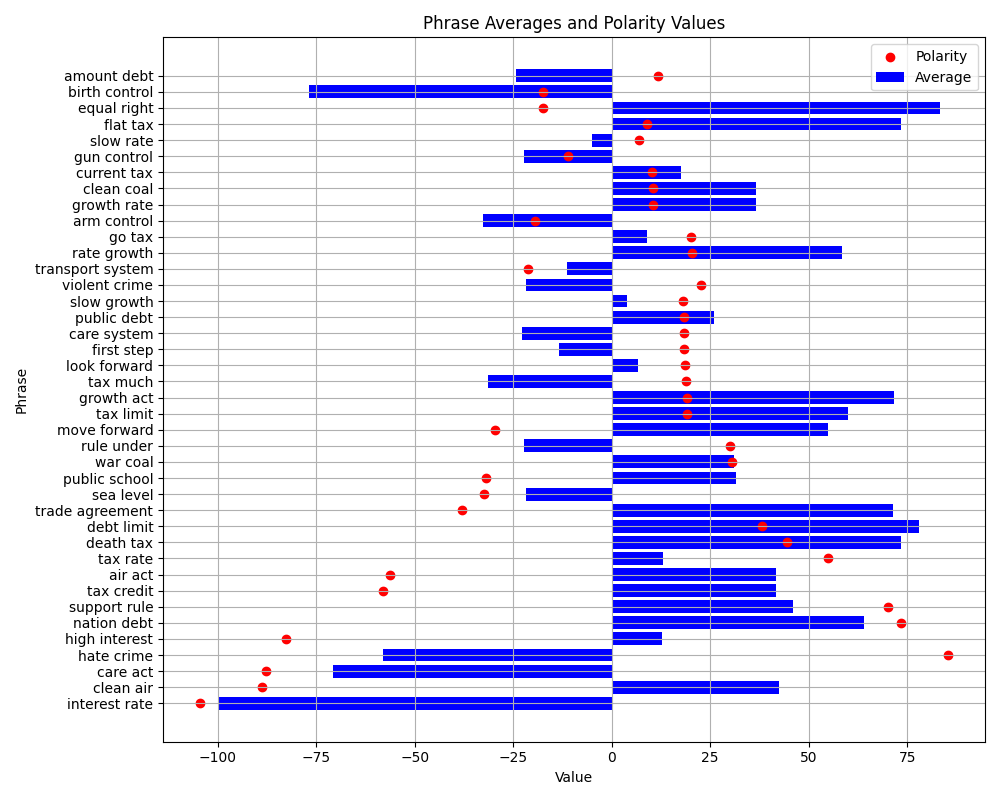 Phrase Averages and Polarity Values
Polarity
Average
amount debt
birth control
equal right
flat tax
slow rate
gun control
current tax
clean coal
growth rate
arm control
go tax
rate growth
transport system
violent crime
slow growth
public debt
care system
first step
look forward
tax much
growth act
tax limit
move forward
rule under
war coal
public school
sea level
trade agreement
debt limit
death tax
tax rate
air act
tax credit
support rule
nation debt
high interest
hate crime
care act
clean air
interest rate
Phrase
−100 −75 −50 −25 0 25 50 75
Value